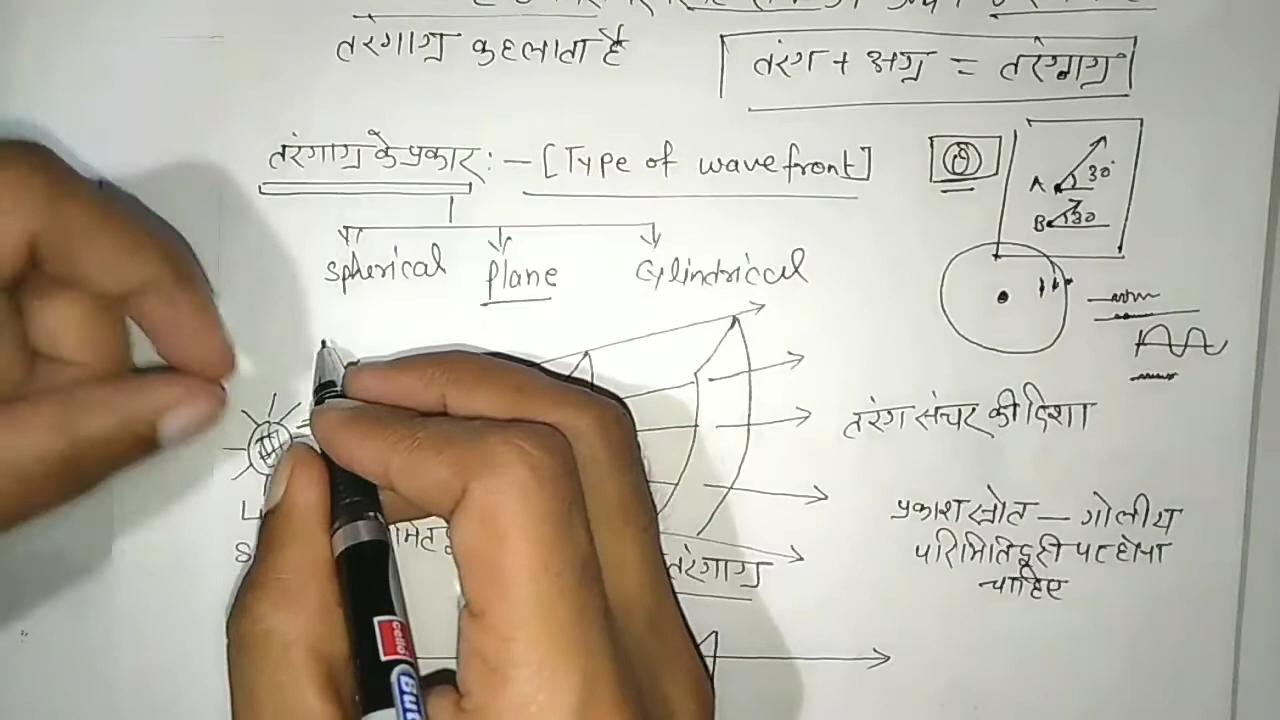 तरंगाग्र कहलाता है
तरंग + अग्र = तरंगाग्र
तरंगाग्र के प्रकार : - [Type of wavefront]
Spherical Plane Cylindrical
A 30°
B 30
तरंग संचर की दिशा
प्रकाश स्रोत - गोलीय
परिमित दूरी पर होना
चाहिए
तरंगाग्र
cello